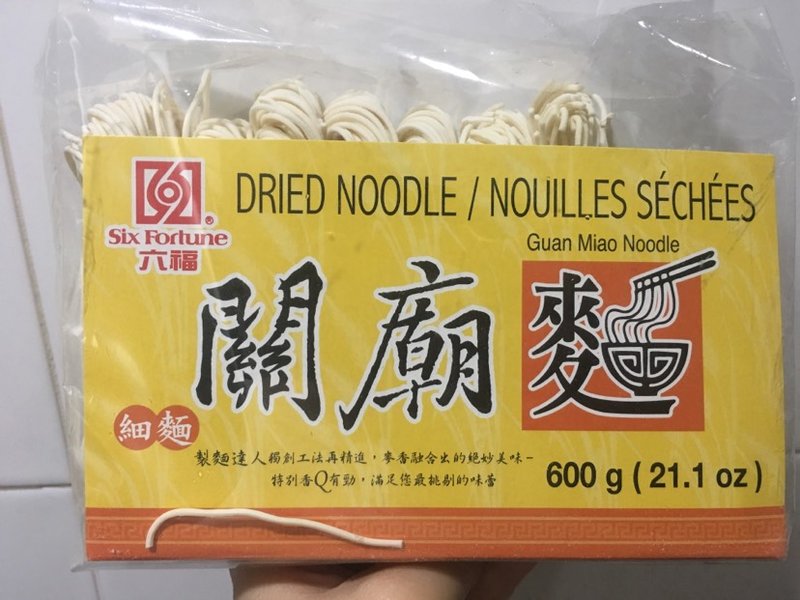 DRIED NOODLE / NOUILLES SÉCHÉES
Six Fortune®
六福
Guan Miao Noodle
關廟麵
細麵
製麵達人獨創工法再精進，麥香融合出的絕妙美味-
特別香Q有勁，滿足您最挑剔的味蕾
600 g ( 21.1 oz )